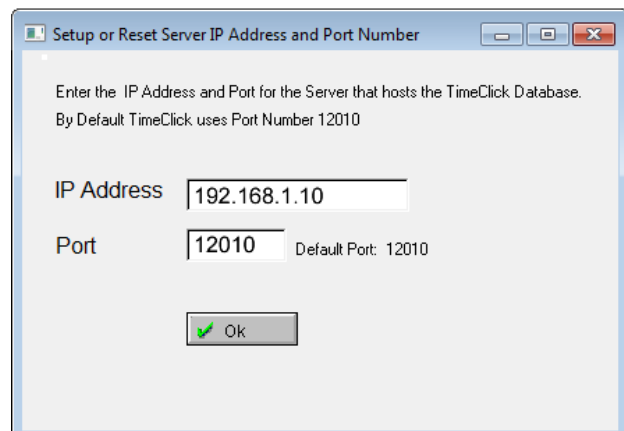 Setup or Reset Server IP Address and Port Number
Enter the  IP Address and Port for the Server that hosts the TimeClick Database.
By Default TimeClick uses Port Number 12010
IP Address 192.168.1.10
Port 12010 Default Port:  12010
Ok